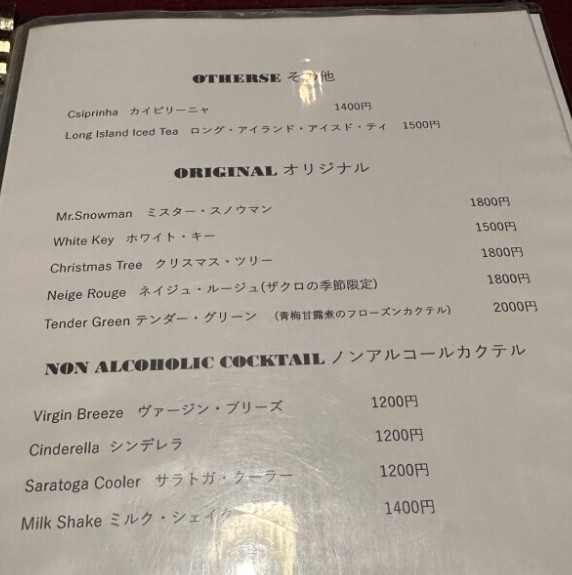 OTHERSE その他
Csiprinha カイピリーニャ 1400円
Long Island Iced Tea ロング・アイランド・アイスド・ティ 1500円
ORIGINAL オリジナル
Mr.Snowman ミスター・スノウマン 1800円
White Key ホワイト・キー 1500円
Christmas Tree クリスマス・ツリー 1800円
Neige Rouge ネイジュ・ルージュ(ザクロの季節限定) 1800円
Tender Green テンダー・グリーン (青梅甘露煮のフローズンカクテル) 2000円
NON ALCOHOLIC COCKTAIL ノンアルコールカクテル
Virgin Breeze ヴァージン・ブリーズ 1200円
Cinderella シンデレラ 1200円
Saratoga Cooler サラトガ・クーラー 1200円
Milk Shake ミルク・シェイク 1400円